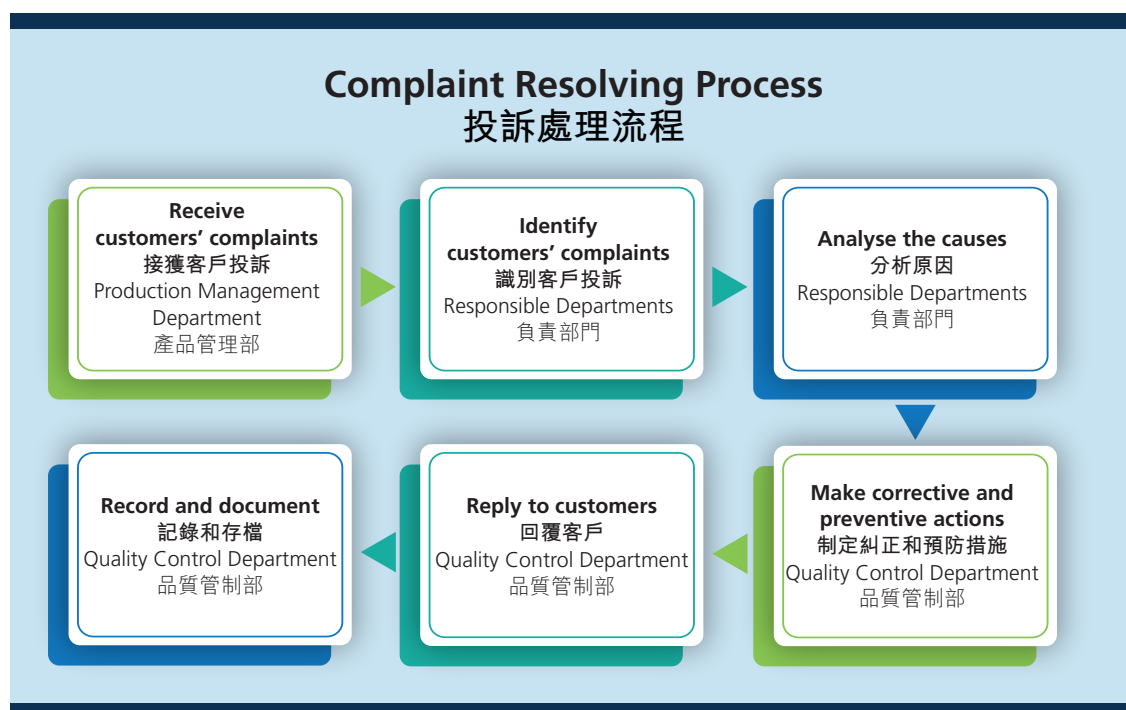 Complaint Resolving Process
投訴處理流程
Receive
customers’ complaints
接獲客戶投訴
Production Management
Department
產品管理部
Identify
customers’ complaints
識別客戶投訴
Responsible Departments
負責部門
Analyse the causes
分析原因
Responsible Departments
負責部門
Make corrective and
preventive actions
制定糾正和預防措施
Quality Control Department
品質管制部
Reply to customers
回覆客戶
Quality Control Department
品質管制部
Record and document
記錄和存檔
Quality Control Department
品質管制部